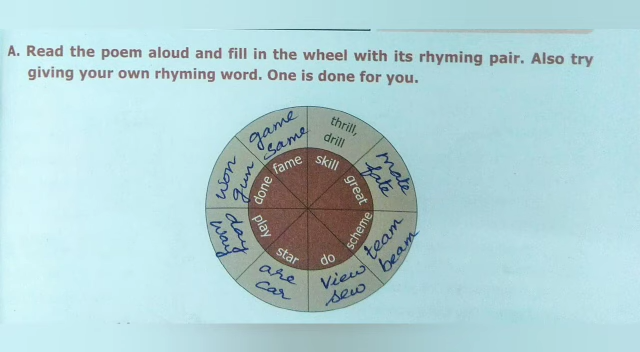 A. Read the poem aloud and fill in the wheel with its rhyming pair. Also try
giving your own rhyming word. One is done for you.
thrill,
drill
skill
mate
fate
great
team
beam
scheme
View
sew
do
are
car
star
day
way
play
won
gun
done
game
same
fame